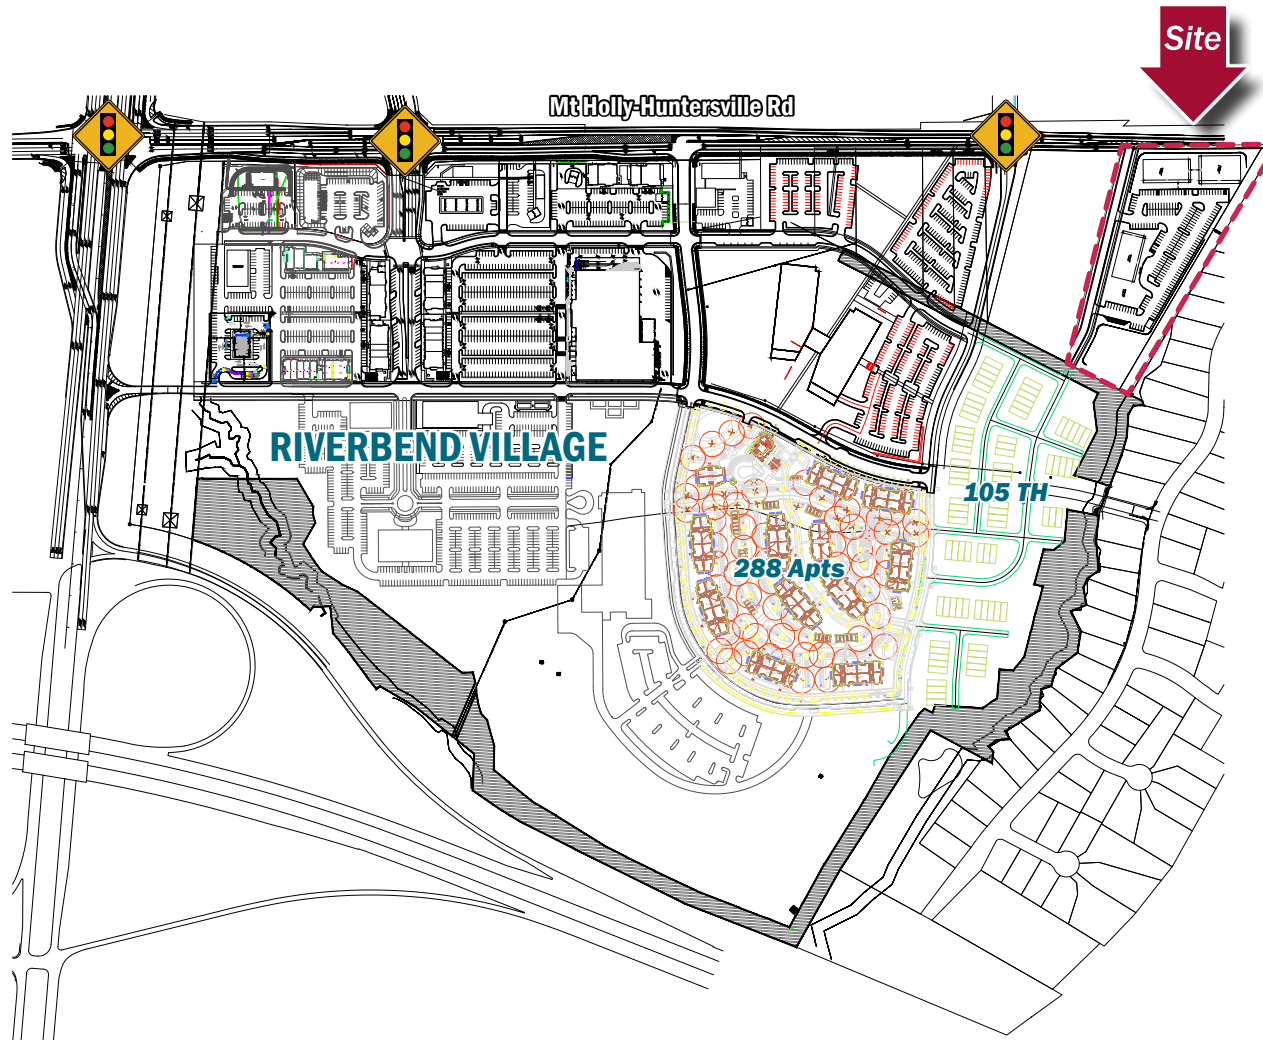 Site
Mt Holly-Huntersville Rd
RIVERBEND VILLAGE
105 TH
288 Apts